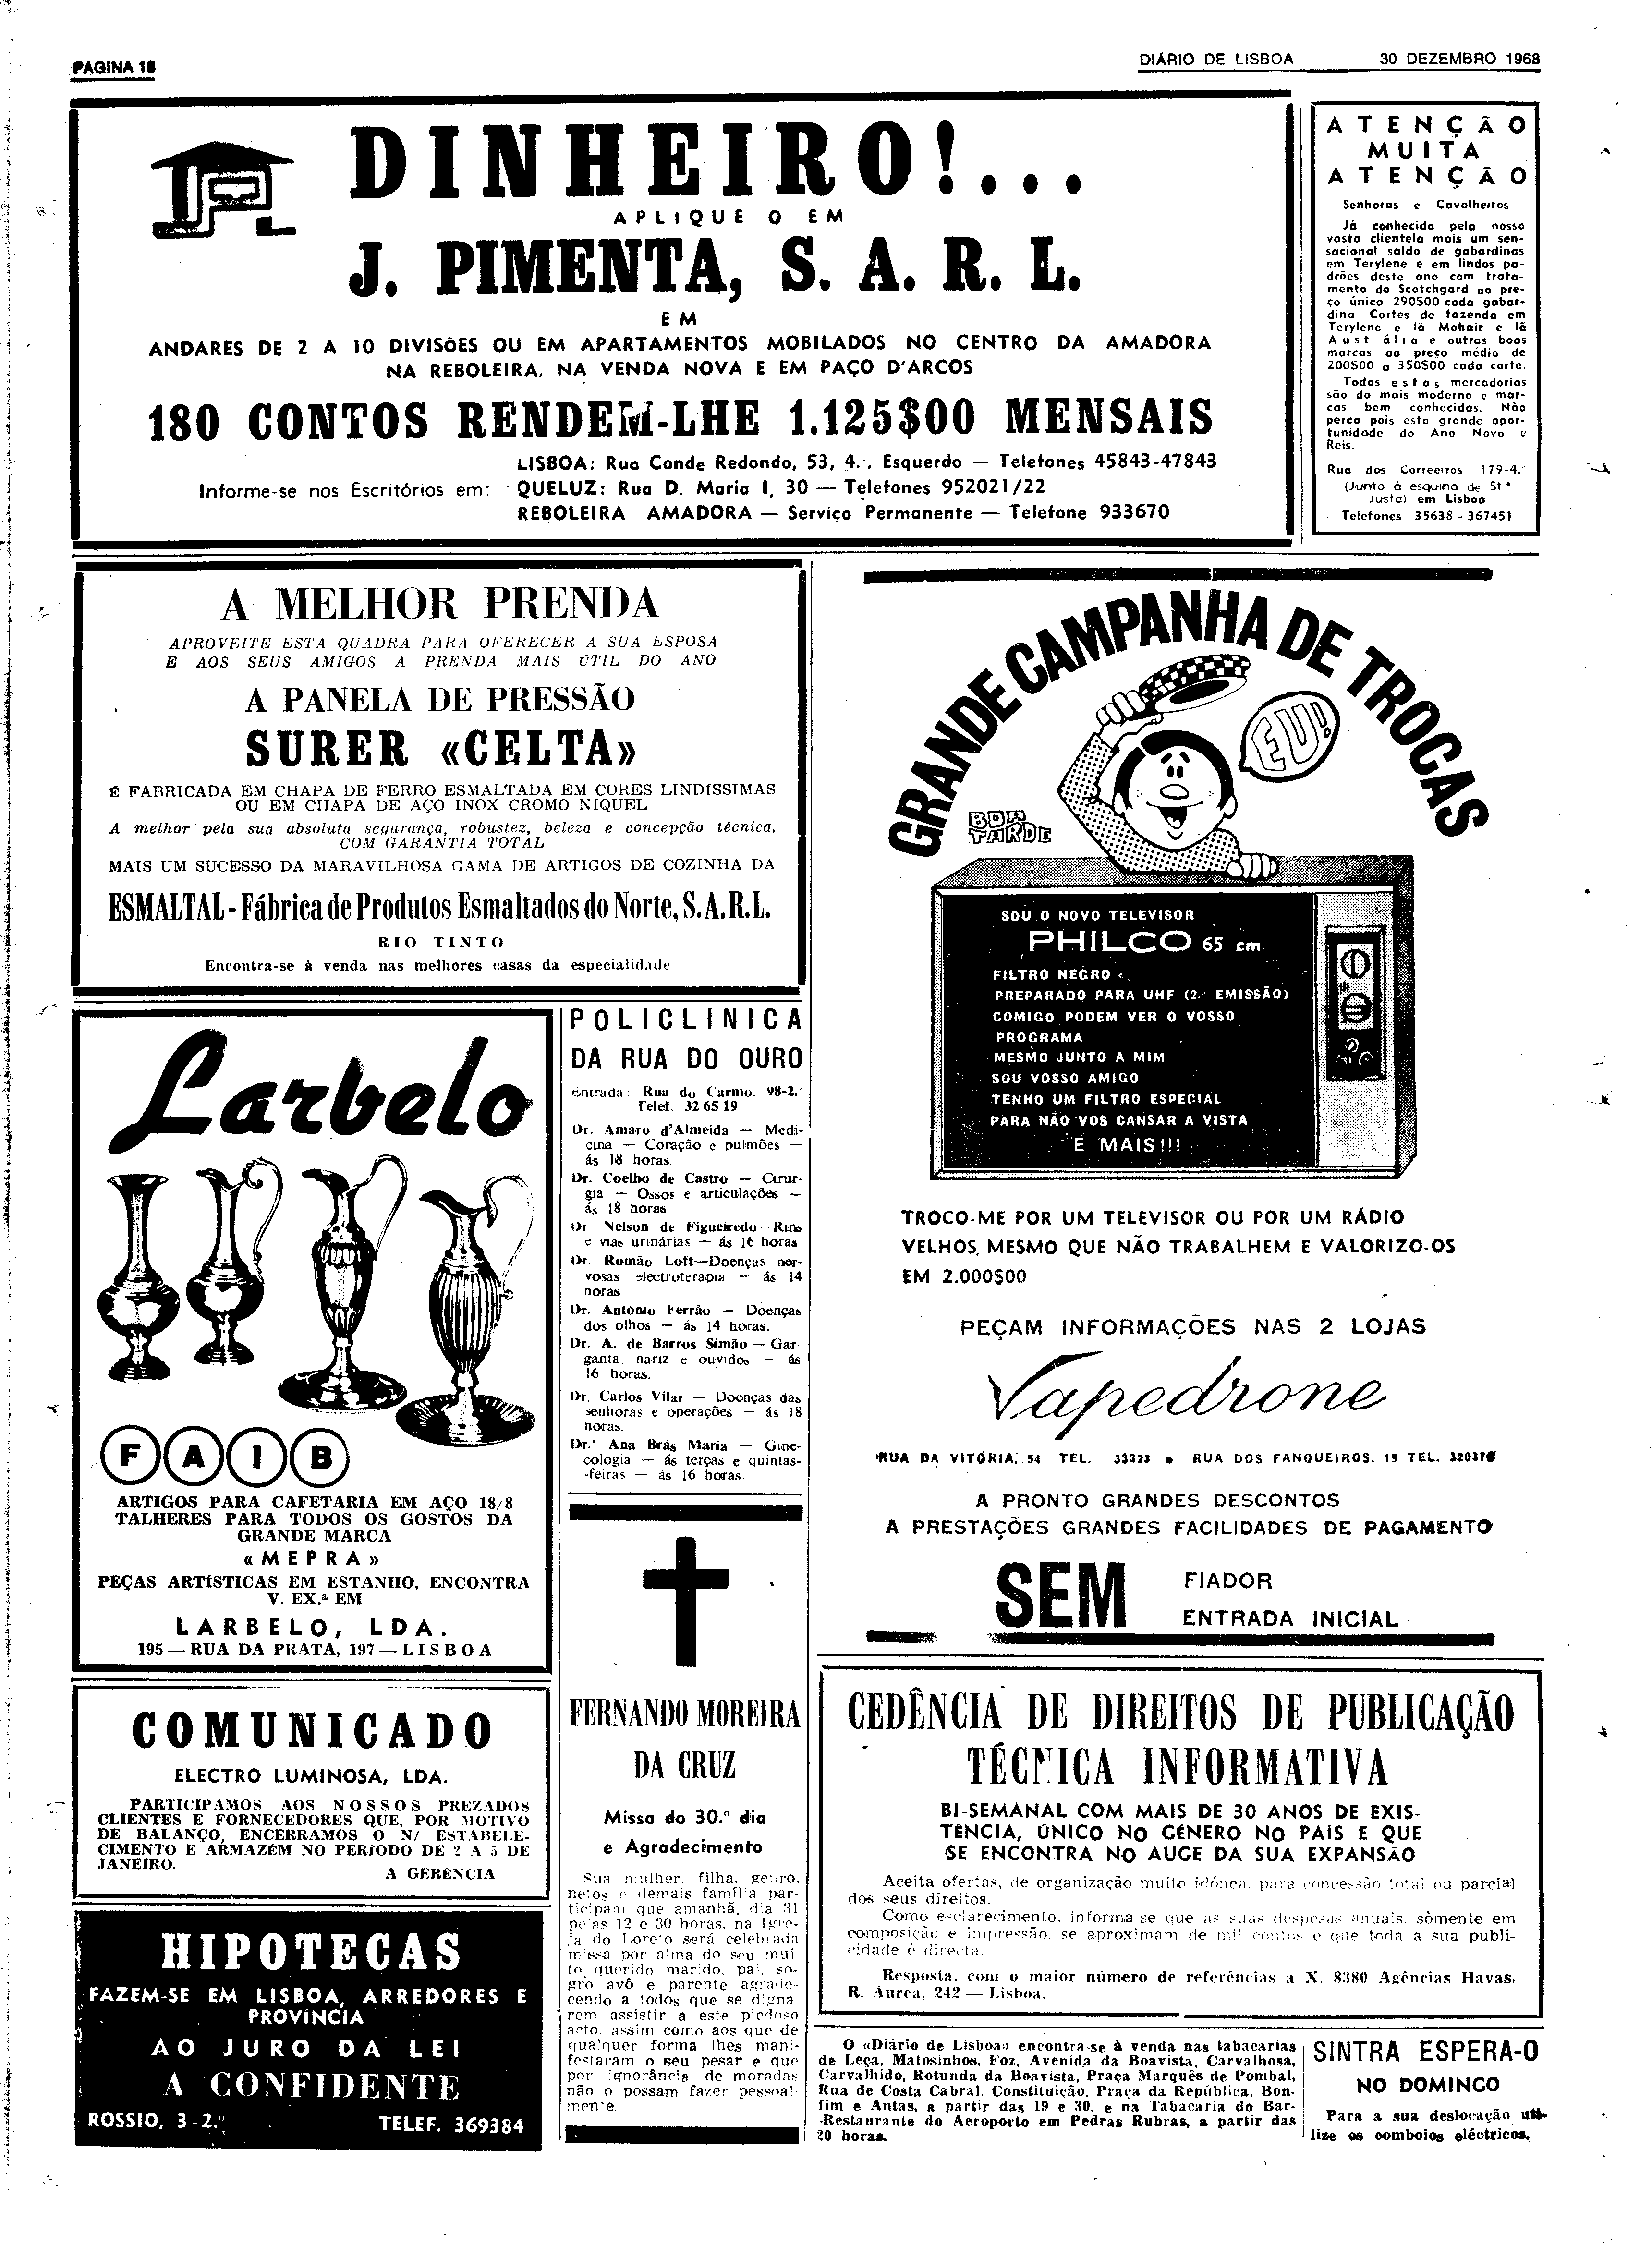 PAGINA 18
DIÁRIO DE LISBOA 30 DEZEMBRO 1968
DINHEIRO!...
APLIQUE O EM
J. PIMENTA, S. A. R. L.
EM
ANDARES DE 2 A 10 DIVISÕES OU EM APARTAMENTOS MOBILADOS NO CENTRO DA AMADORA
NA REBOLEIRA, NA VENDA NOVA E EM PAÇO D'ARCOS
180 CONTOS RENDEM-LHE 1.125$00 MENSAIS
Informe-se nos Escritórios em:
LISBOA: Rua Conde Redondo, 53, 4.º, Esquerdo — Telefones 45843-47843
QUELUZ: Rua D. Maria I, 30 — Telefones 952021/22
REBOLEIRA AMADORA — Serviço Permanente — Telefone 933670
ATENÇÃO
MUITA
ATENÇÃO
Senhoras e Cavalheiros
Já conhecida pela nossa
vasta clientela mais um sen-
sacional saldo de gabardinas
em Terylene e em lindos pa-
drões deste ano com trata-
mento de Scotchgard ao pre-
ço único 290$00 cada gabar-
dina Cortes de fazenda em
Terylene e lã Mohair e lã
Austália e outras boas
marcas ao preço médio de
200$00 a 350$00 cada corte.
Todas estas mercadorias
são do mais moderno e mar-
cas bem conhecidas. Não
perca pois esta grande opor-
tunidade do Ano Novo e
Reis.
Rua dos Correeiros, 179-4.º
(Junto á esquina de St.ª
Justa) em Lisboa
Telefones 35638 - 367451
A MELHOR PRENDA
APROVEITE ESTA QUADRA PARA OFERECER A SUA ESPOSA
E AOS SEUS AMIGOS A PRENDA MAIS ÚTIL DO ANO
A PANELA DE PRESSÃO
SURER «CELTA»
É FABRICADA EM CHAPA DE FERRO ESMALTADA EM CORES LINDÍSSIMAS
OU EM CHAPA DE AÇO INOX CROMO NÍQUEL
A melhor pela sua absoluta segurança, robustez, beleza e concepção técnica,
COM GARANTIA TOTAL
MAIS UM SUCESSO DA MARAVILHOSA GAMA DE ARTIGOS DE COZINHA DA
ESMALTAL - Fábrica de Produtos Esmaltados do Norte, S.A.R.L.
RIO TINTO
Encontra-se à venda nas melhores casas da especialidade
GRANDE CAMPANHA DE TROCAS
EU!
BOA
TARDE
SOU O NOVO TELEVISOR
PHILCO 65 cm
FILTRO NEGRO e
PREPARADO PARA UHF (2.ª EMISSÃO)
COMIGO PODEM VER O VOSSO
PROGRAMA
MESMO JUNTO A MIM
SOU VOSSO AMIGO
TENHO UM FILTRO ESPECIAL
PARA NÃO VOS CANSAR A VISTA
E MAIS!!!
TROCO-ME POR UM TELEVISOR OU POR UM RÁDIO
VELHOS, MESMO QUE NÃO TRABALHEM E VALORIZO-OS
EM 2.000$00
PEÇAM INFORMAÇÕES NAS 2 LOJAS
Vapedrone
RUA DA VITÓRIA, 54 TEL. 33323 ● RUA DOS FANQUEIROS, 19 TEL. 320376
A PRONTO GRANDES DESCONTOS
A PRESTAÇÕES GRANDES FACILIDADES DE PAGAMENTO
SEM FIADOR
ENTRADA INICIAL
Larbelo
FAIB
ARTIGOS PARA CAFETARIA EM AÇO 18/8
TALHERES PARA TODOS OS GOSTOS DA
GRANDE MARCA
«MEPRA»
PEÇAS ARTÍSTICAS EM ESTANHO, ENCONTRA
V. EX.ª EM
LARBELO, LDA.
195 — RUA DA PRATA, 197 — LISBOA
POLICLÍNICA
DA RUA DO OURO
Entrada: Rua do Carmo, 98-2.º
Telef. 32 65 19
Dr. Amaro d'Almeida — Medi-
cina — Coração e pulmões —
ás 18 horas
Dr. Coelho de Castro — Cirur-
gia — Ossos e articulações —
ás 18 horas
Dr Nelson de Figueiredo—Rins
e vias urinárias — ás 16 horas
Dr Romão Loff—Doenças ner-
vosas electroterapia — ás 14
horas
Dr. António Ferrão — Doenças
dos olhos — ás 14 horas.
Dr. A. de Barros Simão — Gar-
ganta, nariz e ouvidos — ás
16 horas.
Dr. Carlos Vilar — Doenças das
senhoras e operações — ás 18
horas.
Dr.ª Ana Brás Maria — Gine-
cologia — ás terças e quintas-
-feiras — ás 16 horas.
FERNANDO MOREIRA
DA CRUZ
Missa do 30.º dia
e Agradecimento
Sua mulher, filha, genro,
netos e demais família par-
ticipam que amanhã, dia 31
pelas 12 e 30 horas, na Igre-
ja do Loreto será celebrada
missa por alma do seu mui-
to querido marido, pai, so-
gro avô e parente agrade-
cendo a todos que se digna
rem assistir a este piedoso
acto, assim como aos que de
qualquer forma lhes mani-
festaram o seu pesar e que
por ignorância de moradas
não o possam fazer pessoal-
mente.
COMUNICADO
ELECTRO LUMINOSA, LDA.
PARTICIPAMOS AOS NOSSOS PREZADOS
CLIENTES E FORNECEDORES QUE, POR MOTIVO
DE BALANÇO, ENCERRAMOS O N/ ESTABELE-
CIMENTO E ARMAZÉM NO PERÍODO DE 2 A 5 DE
JANEIRO.
A GERÊNCIA
HIPOTECAS
FAZEM-SE EM LISBOA, ARREDORES E
PROVÍNCIA
AO JURO DA LEI
A CONFIDENTE
ROSSIO, 3-2.º TELEF. 369384
CEDÊNCIA DE DIREITOS DE PUBLICAÇÃO
TÉCNICA INFORMATIVA
BI-SEMANAL COM MAIS DE 30 ANOS DE EXIS-
TÊNCIA, ÚNICO NO GÉNERO NO PAÍS E QUE
SE ENCONTRA NO AUGE DA SUA EXPANSÃO
Aceita ofertas, de organização muito idónea, para concessão total ou parcial
dos seus direitos.
Como esclarecimento, informa-se que as suas despesas anuais, sòmente em
composição e impressão, se aproximam de mil contos e que toda a sua publi-
cidade é directa.
Resposta, com o maior número de referências a X. 8380 Agências Havas,
R. Áurea, 242 — Lisboa.
O «Diário de Lisboa» encontra-se à venda nas tabacarias
de Leça, Matosinhos, Foz, Avenida da Boavista, Carvalhosa,
Carvalhido, Rotunda da Boavista, Praça Marquês de Pombal,
Rua de Costa Cabral, Constituição, Praça da República, Bon-
fim e Antas, a partir das 19 e 30, e na Tabacaria do Bar-
-Restaurante do Aeroporto em Pedras Rubras, a partir das
20 horas.
SINTRA ESPERA-O
NO DOMINGO
Para a sua deslocação uti-
lize os comboios eléctricos.